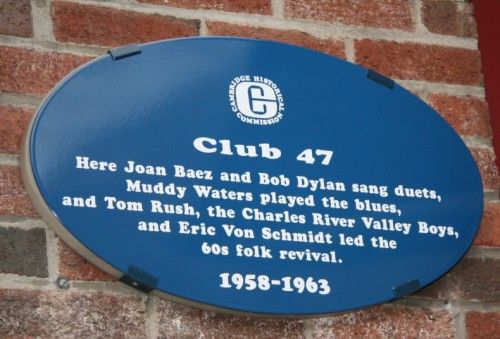 CAMBRIDGE HISTORICAL
C
COMMISSION
Club 47
Here Joan Baez and Bob Dylan sang duets,
Muddy Waters played the blues,
and Tom Rush, the Charles River Valley Boys,
and Eric Von Schmidt led the
60s folk revival.
1958-1963